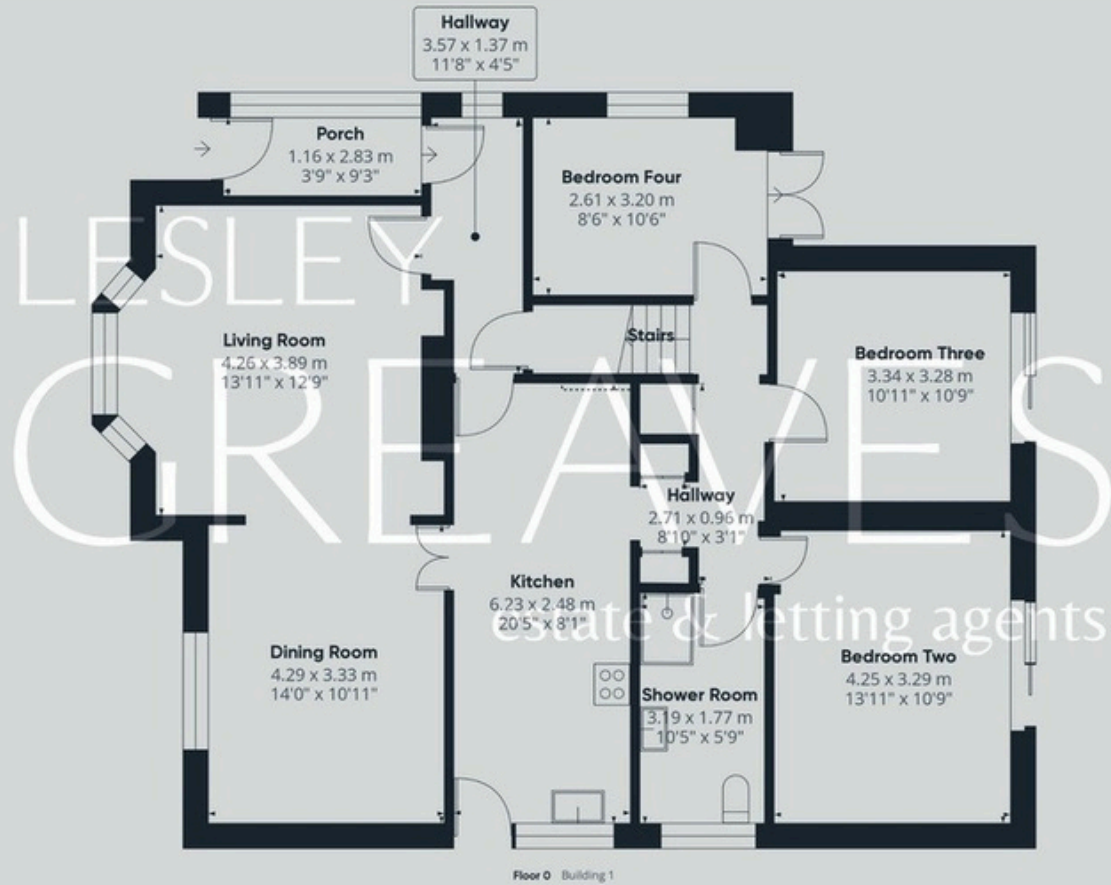 Hallway
3.57 x 1.37 m
11'8" x 4'5"
Porch
1.16 x 2.83 m
3'9" x 9'3"
Bedroom Four
2.61 x 3.20 m
8'6" x 10'6"
LESLEY
Stairs
Living Room
4.26 x 3.89 m
13'11" x 12'9"
Bedroom Three
3.34 x 3.28 m
10'11" x 10'9"
GREAVES
Hallway
2.71 x 0.96 m
8'10" x 3'1"
Kitchen
6.23 x 2.48 m
20'5" x 8'1"
estate & letting agents
Dining Room
4.29 x 3.33 m
14'0" x 10'11"
Bedroom Two
4.25 x 3.29 m
13'11" x 10'9"
Shower Room
3.19 x 1.77 m
10'5" x 5'9"
Floor 0 Building 1